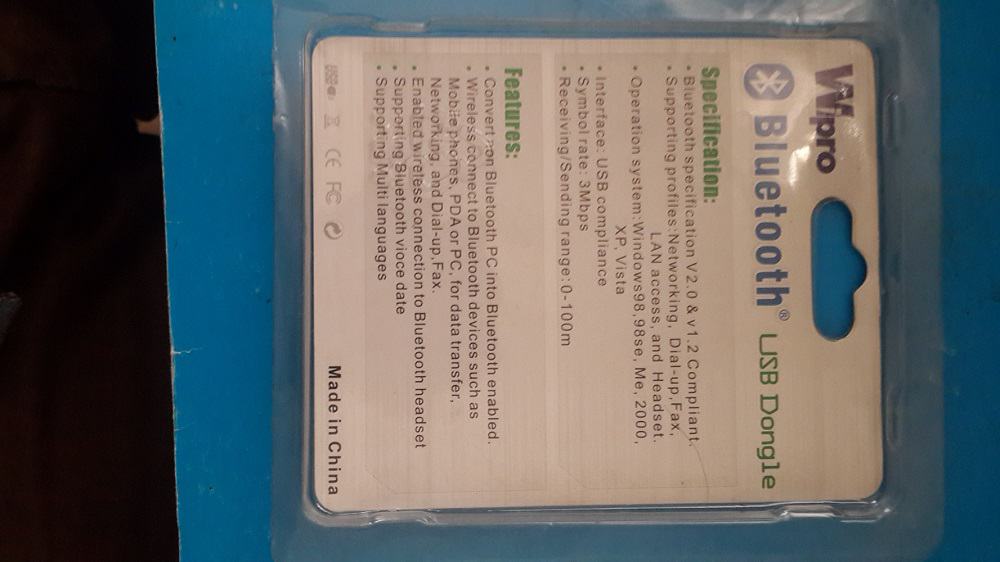 Wipro
Bluetooth® USB Dongle
Specification:
• Bluetooth specification V2.0 & v1.2 Compliant.
• Supporting profiles:Networking, Dial-up,Fax,
LAN access, and Headset.
• Operation system:Windows98,98se, Me, 2000,
XP, Vista
• Interface: USB compliance
• Symbol rate: 3Mbps
• Receiving/Sending range:0-100m
Features:
• Convert non Bluetooth PC into Bluetooth enabled.
• Wireless connect to Bluetooth devices such as
Mobile phones, PDA or PC, for data transfer,
Networking, and Dial-up,Fax.
• Enabled wireless connection to Bluetooth headset
• Supporting Bluetooth vioce date
• Supporting Multi languages
CE FC Made in China